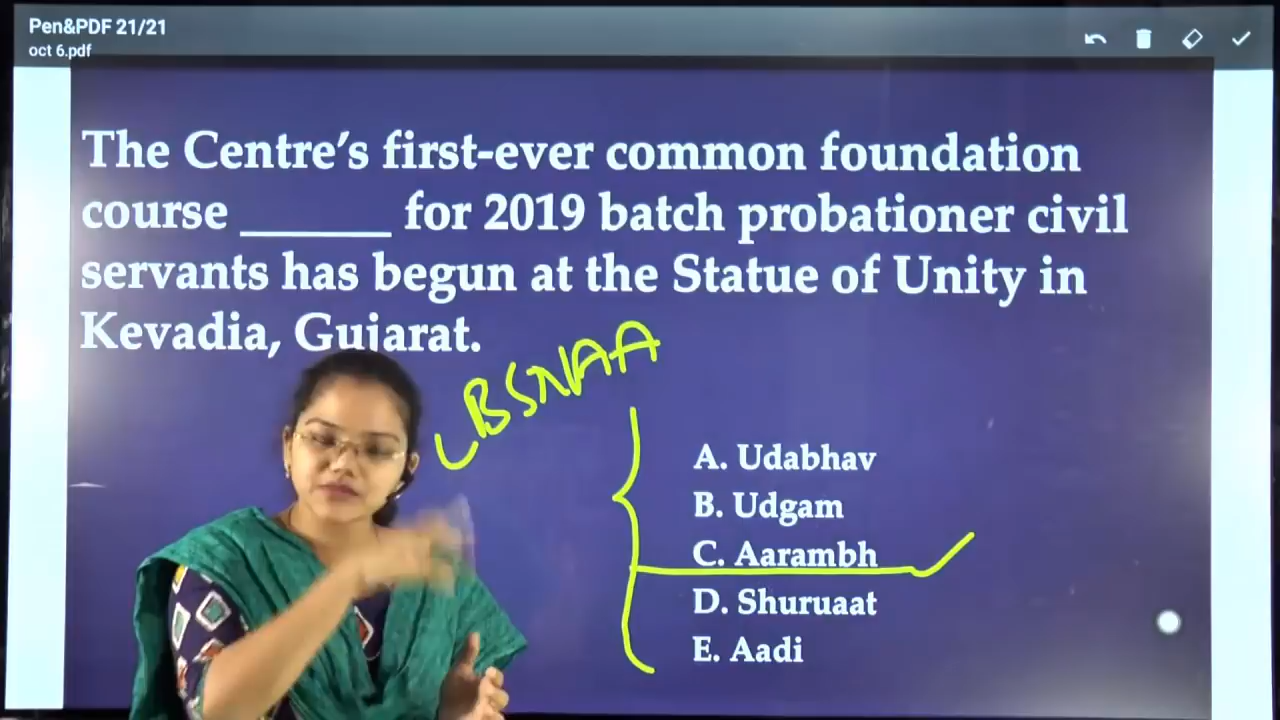 Pen&PDF 21/21
oct 6.pdf
The Centre's first-ever common foundation
course ______ for 2019 batch probationer civil
servants has begun at the Statue of Unity in
Kevadia, Gujarat.
LBSNAA
A. Udabhav
B. Udgam
C. Aarambh
D. Shuruaat
E. Aadi